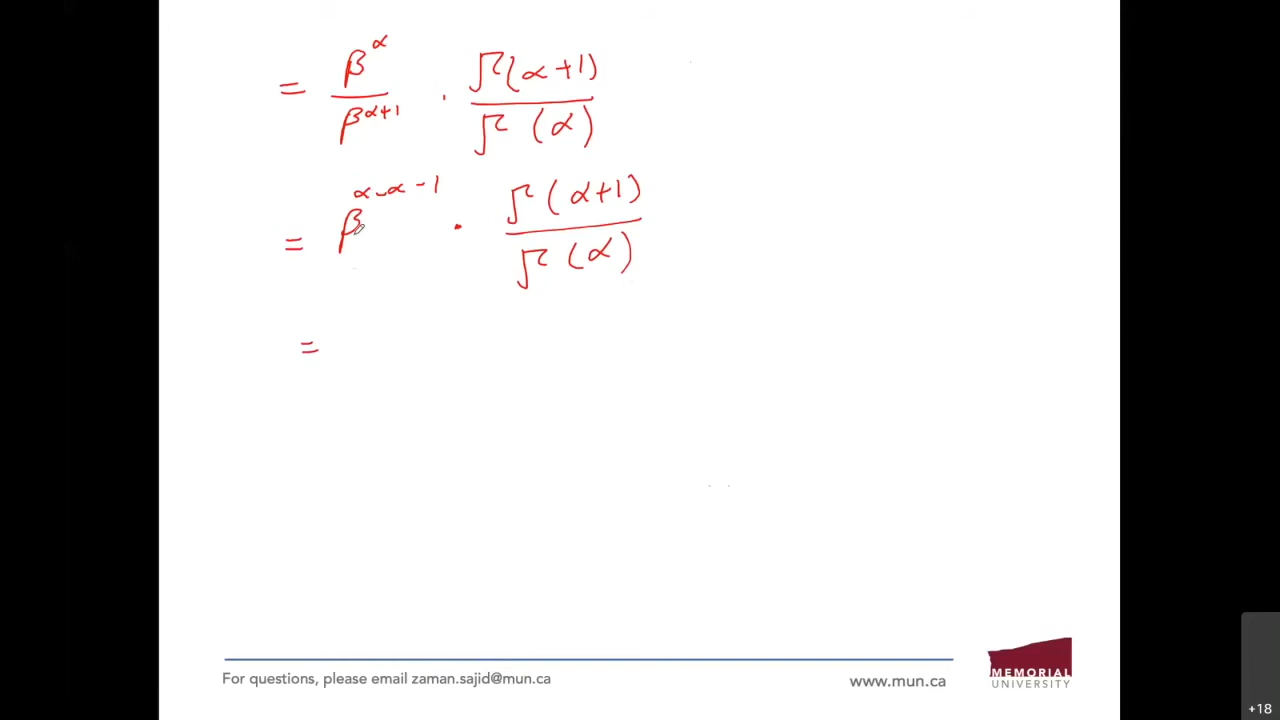 = β^α / β^(α+1) · Γ(α+1) / Γ(α)
= β^(α-α-1) · Γ(α+1) / Γ(α)
=
For questions, please email zaman.sajid@mun.ca
www.mun.ca
MEMORIAL
UNIVERSITY
+18